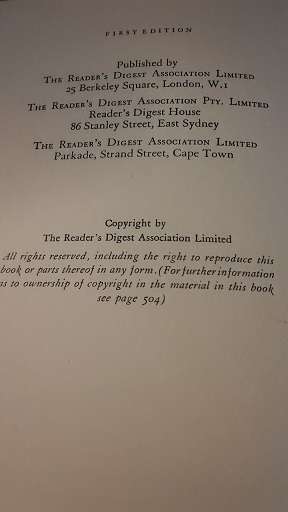 FIRST EDITION
Published by
THE READER'S DIGEST ASSOCIATION LIMITED
25 Berkeley Square, London, W.1
THE READER'S DIGEST ASSOCIATION PTY. LIMITED
Reader's Digest House
86 Stanley Street, East Sydney
THE READER'S DIGEST ASSOCIATION LIMITED
Parkade, Strand Street, Cape Town
Copyright by
The Reader's Digest Association Limited
All rights reserved, including the right to reproduce this
book or parts thereof in any form. (For further information
as to ownership of copyright in the material in this book
see page 504)